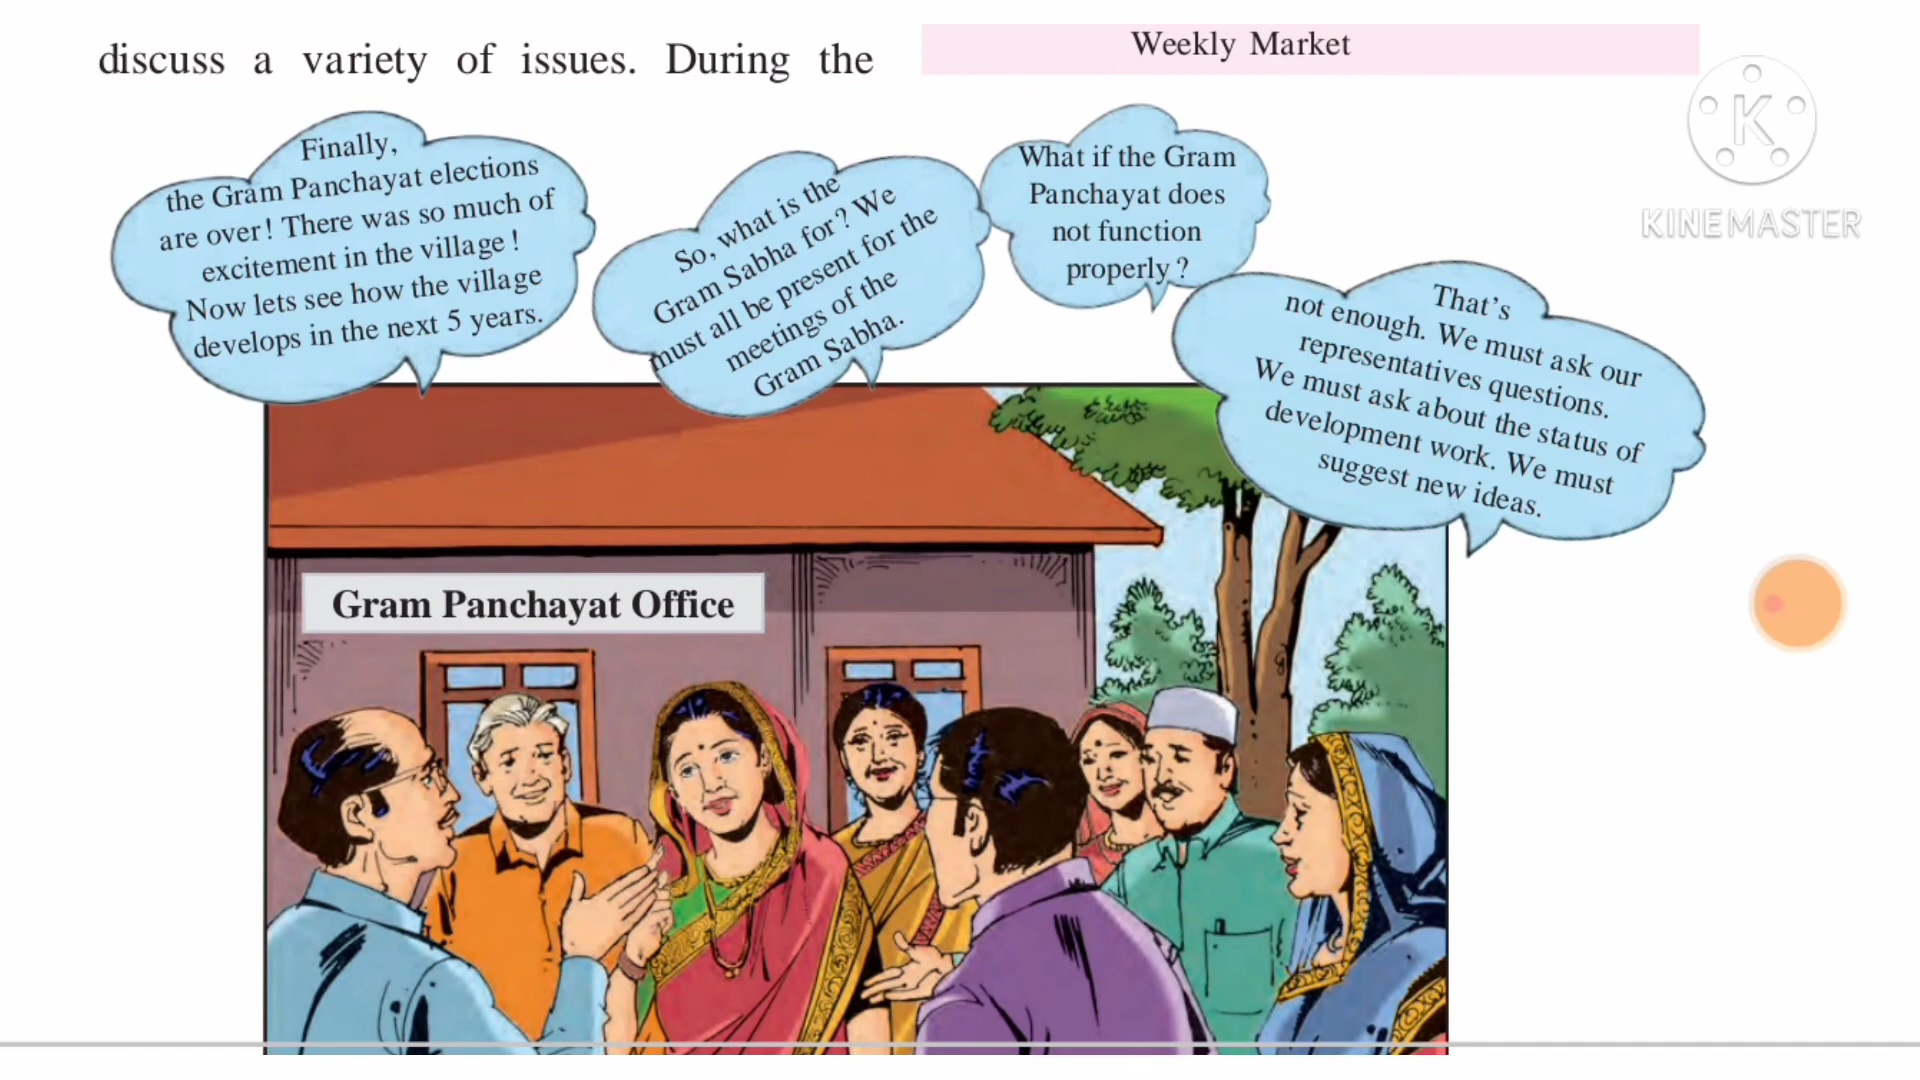 discuss a variety of issues. During the
Weekly Market
Finally,
the Gram Panchayat elections
are over! There was so much of
excitement in the village!
Now lets see how the village
develops in the next 5 years.
So, what is the
Gram Sabha for? We
must all be present for the
meetings of the
Gram Sabha.
What if the Gram
Panchayat does
not function
properly?
That's
not enough. We must ask our
representatives questions.
We must ask about the status of
development work. We must
suggest new ideas.
K
KINEMASTER
Gram Panchayat Office